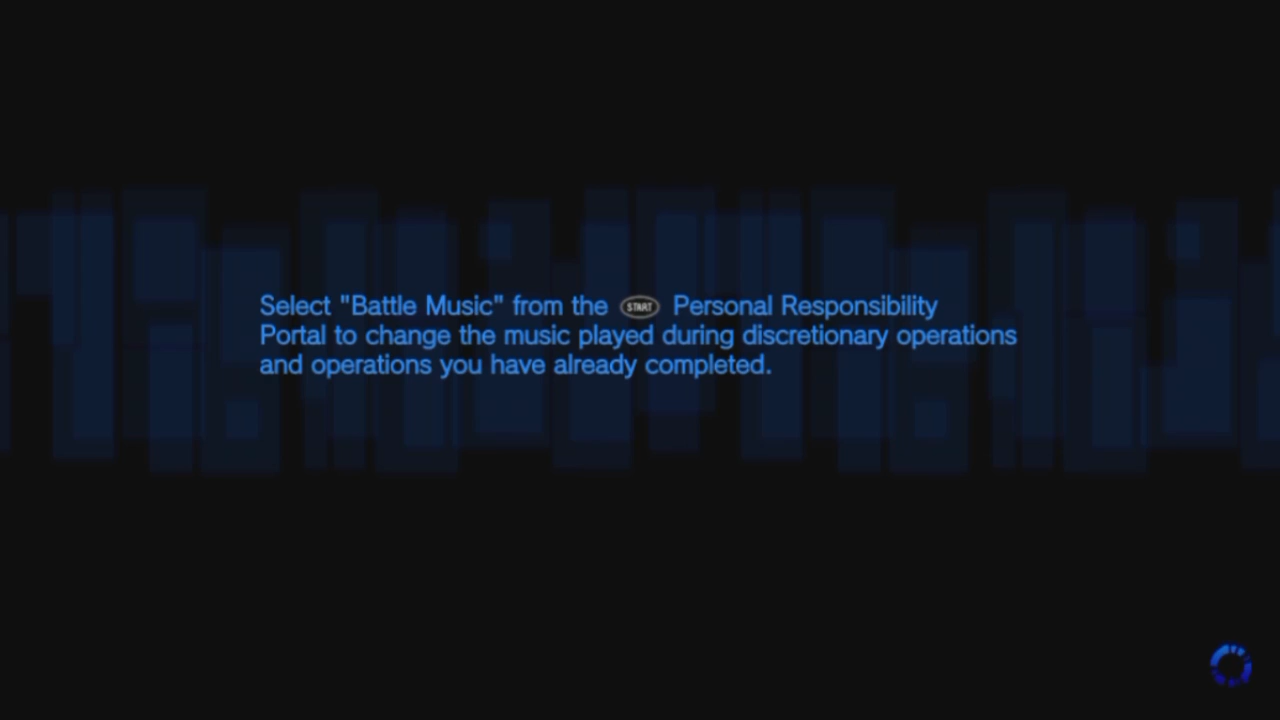 Select "Battle Music" from the START Personal Responsibility
Portal to change the music played during discretionary operations
and operations you have already completed.